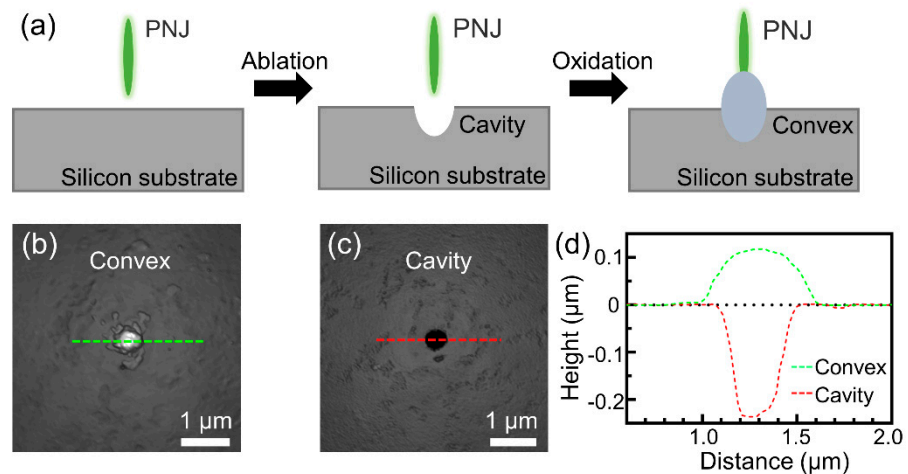 (a)
PNJ
Ablation
PNJ
Oxidation
PNJ
Cavity
Convex
Silicon substrate
Silicon substrate
Silicon substrate
(b)
Convex
1 μm
(c)
Cavity
1 μm
(d)
Height (μm)
0.1
0
-0.1
-0.2
Convex
Cavity
1.0
1.5
2.0
Distance (μm)